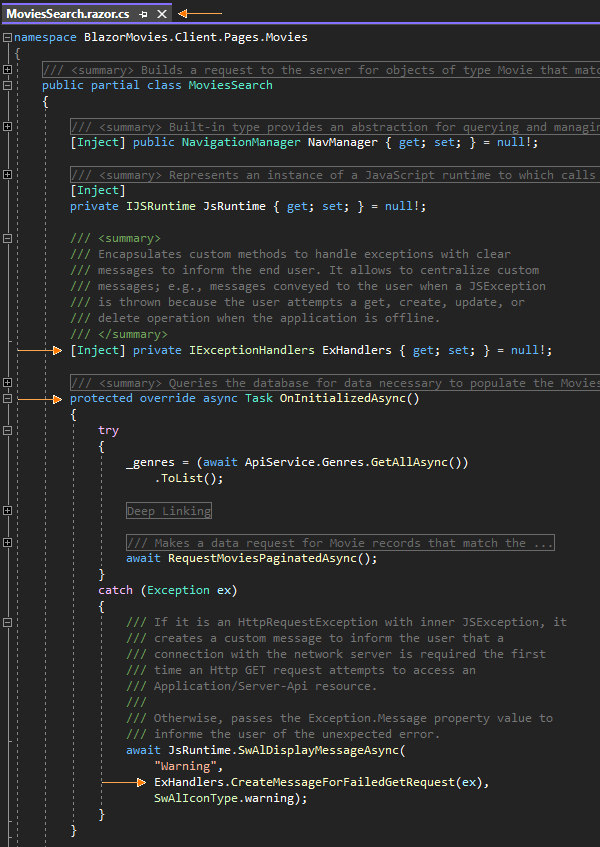 MoviesSearch.razor.cs
namespace BlazorMovies.Client.Pages.Movies
{
/// <summary> Builds a request to the server for objects of type Movie that matc
public partial class MoviesSearch
{
/// <summary> Built-in type provides an abstraction for querying and managin
[Inject] public NavigationManager NavManager { get; set; } = null!;
/// <summary> Represents an instance of a JavaScript runtime to which calls
[Inject]
private IJSRuntime JsRuntime { get; set; } = null!;
/// <summary>
/// Encapsulates custom methods to handle exceptions with clear
/// messages to inform the end user. It allows to centralize custom
/// messages; e.g., messages conveyed to the user when a JSException
/// is thrown because the user attempts a get, create, update, or
/// delete operation when the application is offline.
/// </summary>
[Inject] private IExceptionHandlers ExHandlers { get; set; } = null!;
/// <summary> Queries the database for data necessary to populate the Movies
protected override async Task OnInitializedAsync()
{
try
{
_genres = (await ApiService.Genres.GetAllAsync())
.ToList();
Deep Linking
/// Makes a data request for Movie records that match the ...
await RequestMoviesPaginatedAsync();
}
catch (Exception ex)
{
/// If it is an HttpRequestException with inner JSException, it
/// creates a custom message to inform the user that a
/// connection with the network server is required the first
/// time an Http GET request attempts to access an
/// Application/Server-Api resource.
///
/// Otherwise, passes the Exception.Message property value to
/// informe the user of the unexpected error.
await JsRuntime.SwAlDisplayMessageAsync(
"Warning",
ExHandlers.CreateMessageForFailedGetRequest(ex),
SwAlIconType.warning);
}
}